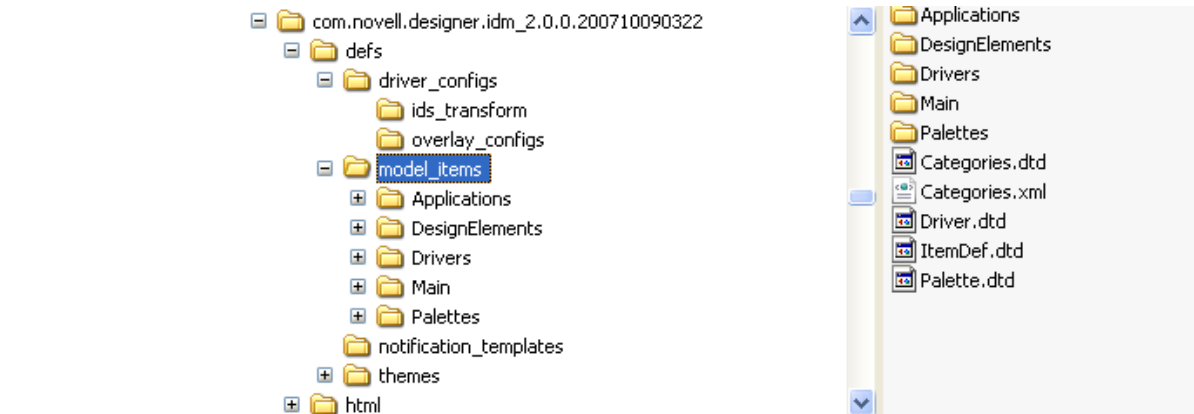 com.novell.designer.idm_2.0.0.200710090322
defs
driver_configs
ids_transform
overlay_configs
model_items
Applications
DesignElements
Drivers
Main
Palettes
notification_templates
themes
html
Applications
DesignElements
Drivers
Main
Palettes
Categories.dtd
Categories.xml
Driver.dtd
ItemDef.dtd
Palette.dtd